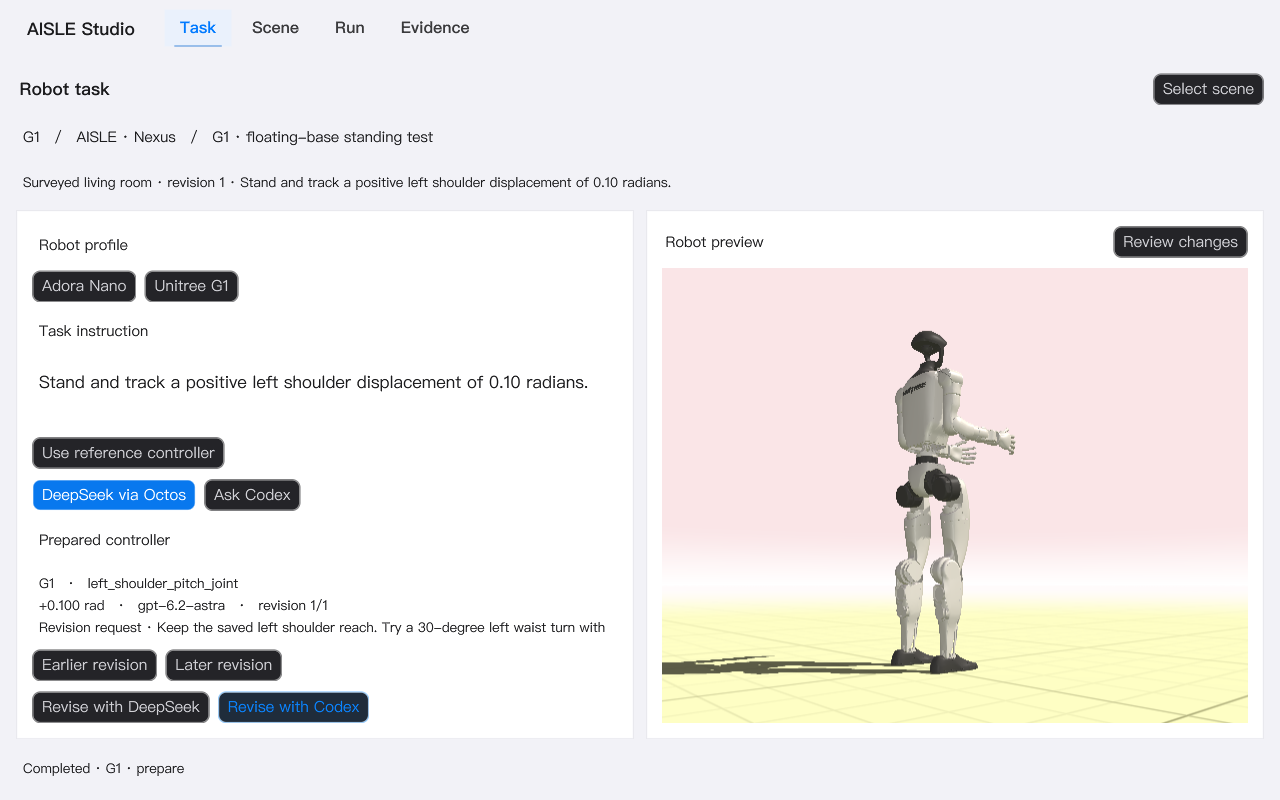 AISLE Studio Task Scene Run Evidence
Robot task Select scene
G1 / AISLE · Nexus / G1 · floating-base standing test
Surveyed living room · revision 1 · Stand and track a positive left shoulder displacement of 0.10 radians.
Robot profile
Adora Nano Unitree G1
Task instruction
Stand and track a positive left shoulder displacement of 0.10 radians.
Use reference controller
DeepSeek via Octos Ask Codex
Prepared controller
G1 · left_shoulder_pitch_joint
+0.100 rad · gpt-6.2-astra · revision 1/1
Revision request · Keep the saved left shoulder reach. Try a 30-degree left waist turn with
Earlier revision Later revision
Revise with DeepSeek Revise with Codex
Robot preview Review changes
Completed · G1 · prepare